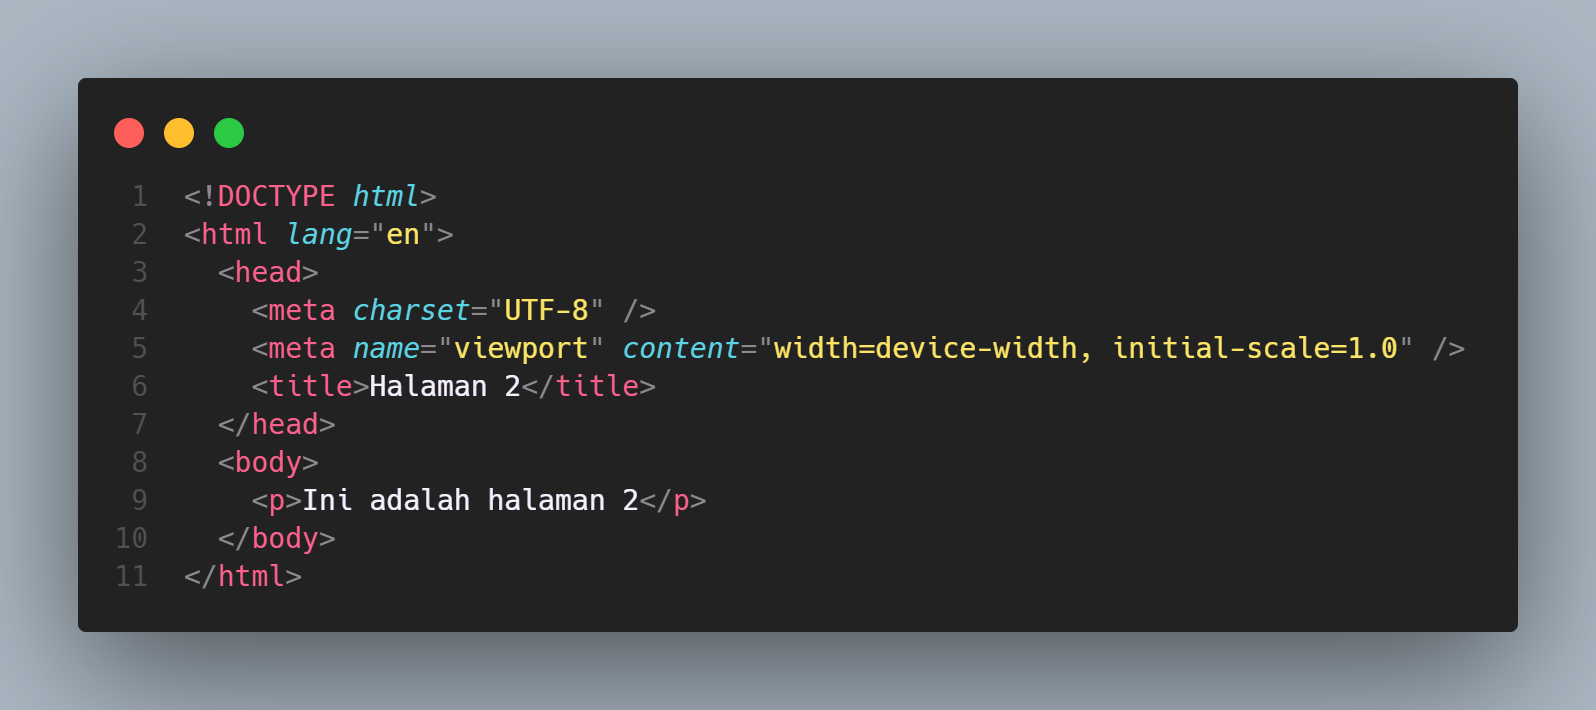 1 <!DOCTYPE html>
2 <html lang="en">
3   <head>
4     <meta charset="UTF-8" />
5     <meta name="viewport" content="width=device-width, initial-scale=1.0" />
6     <title>Halaman 2</title>
7   </head>
8   <body>
9     <p>Ini adalah halaman 2</p>
10   </body>
11 </html>